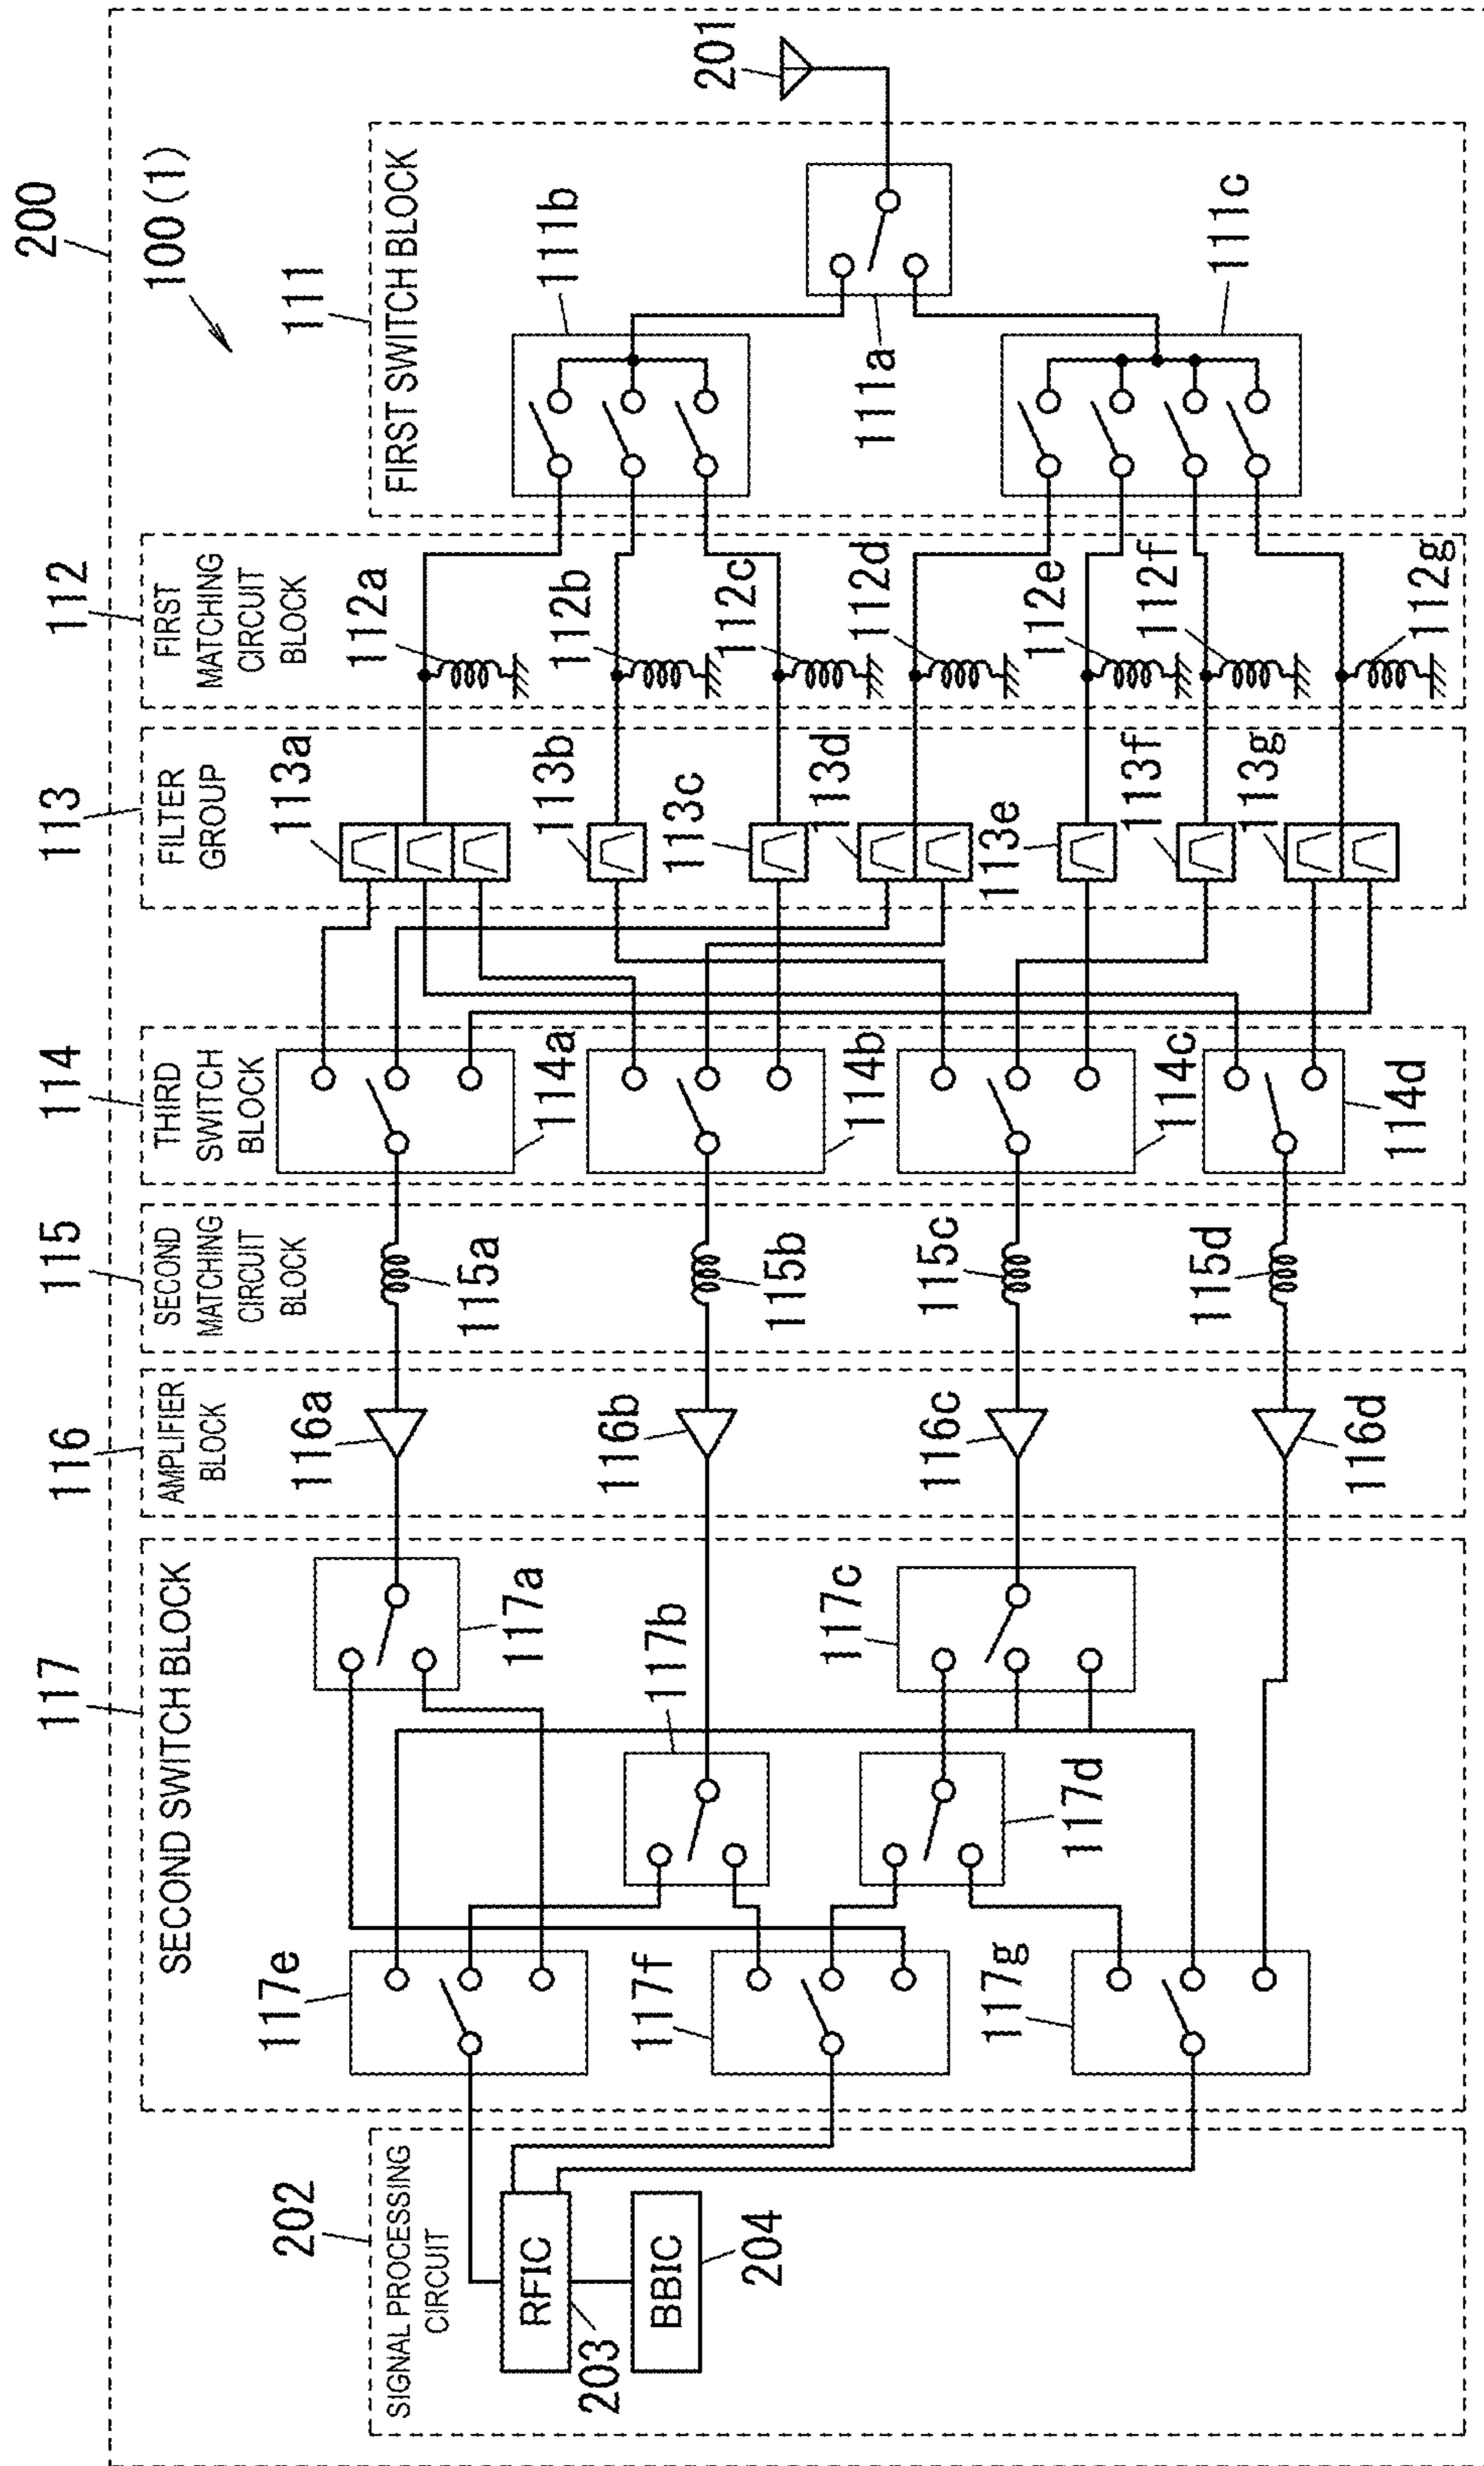 200
100(1)
111
FIRST SWITCH BLOCK
111b
111a
111c
201
112
FIRST
MATCHING
CIRCUIT
BLOCK
112a
112b
112c
112d
112e
112f
112g
113
FILTER
GROUP
113a
113b
113c
113d
113e
113f
113g
114
THIRD
SWITCH
BLOCK
114a
114b
114c
114d
115
SECOND
MATCHING
CIRCUIT
BLOCK
115a
115b
115c
115d
116
AMPLIFIER
BLOCK
116a
116b
116c
116d
117
SECOND SWITCH BLOCK
117a
117b
117c
117d
117e
117f
117g
202
SIGNAL PROCESSING
CIRCUIT
RFIC
203
BBIC
204